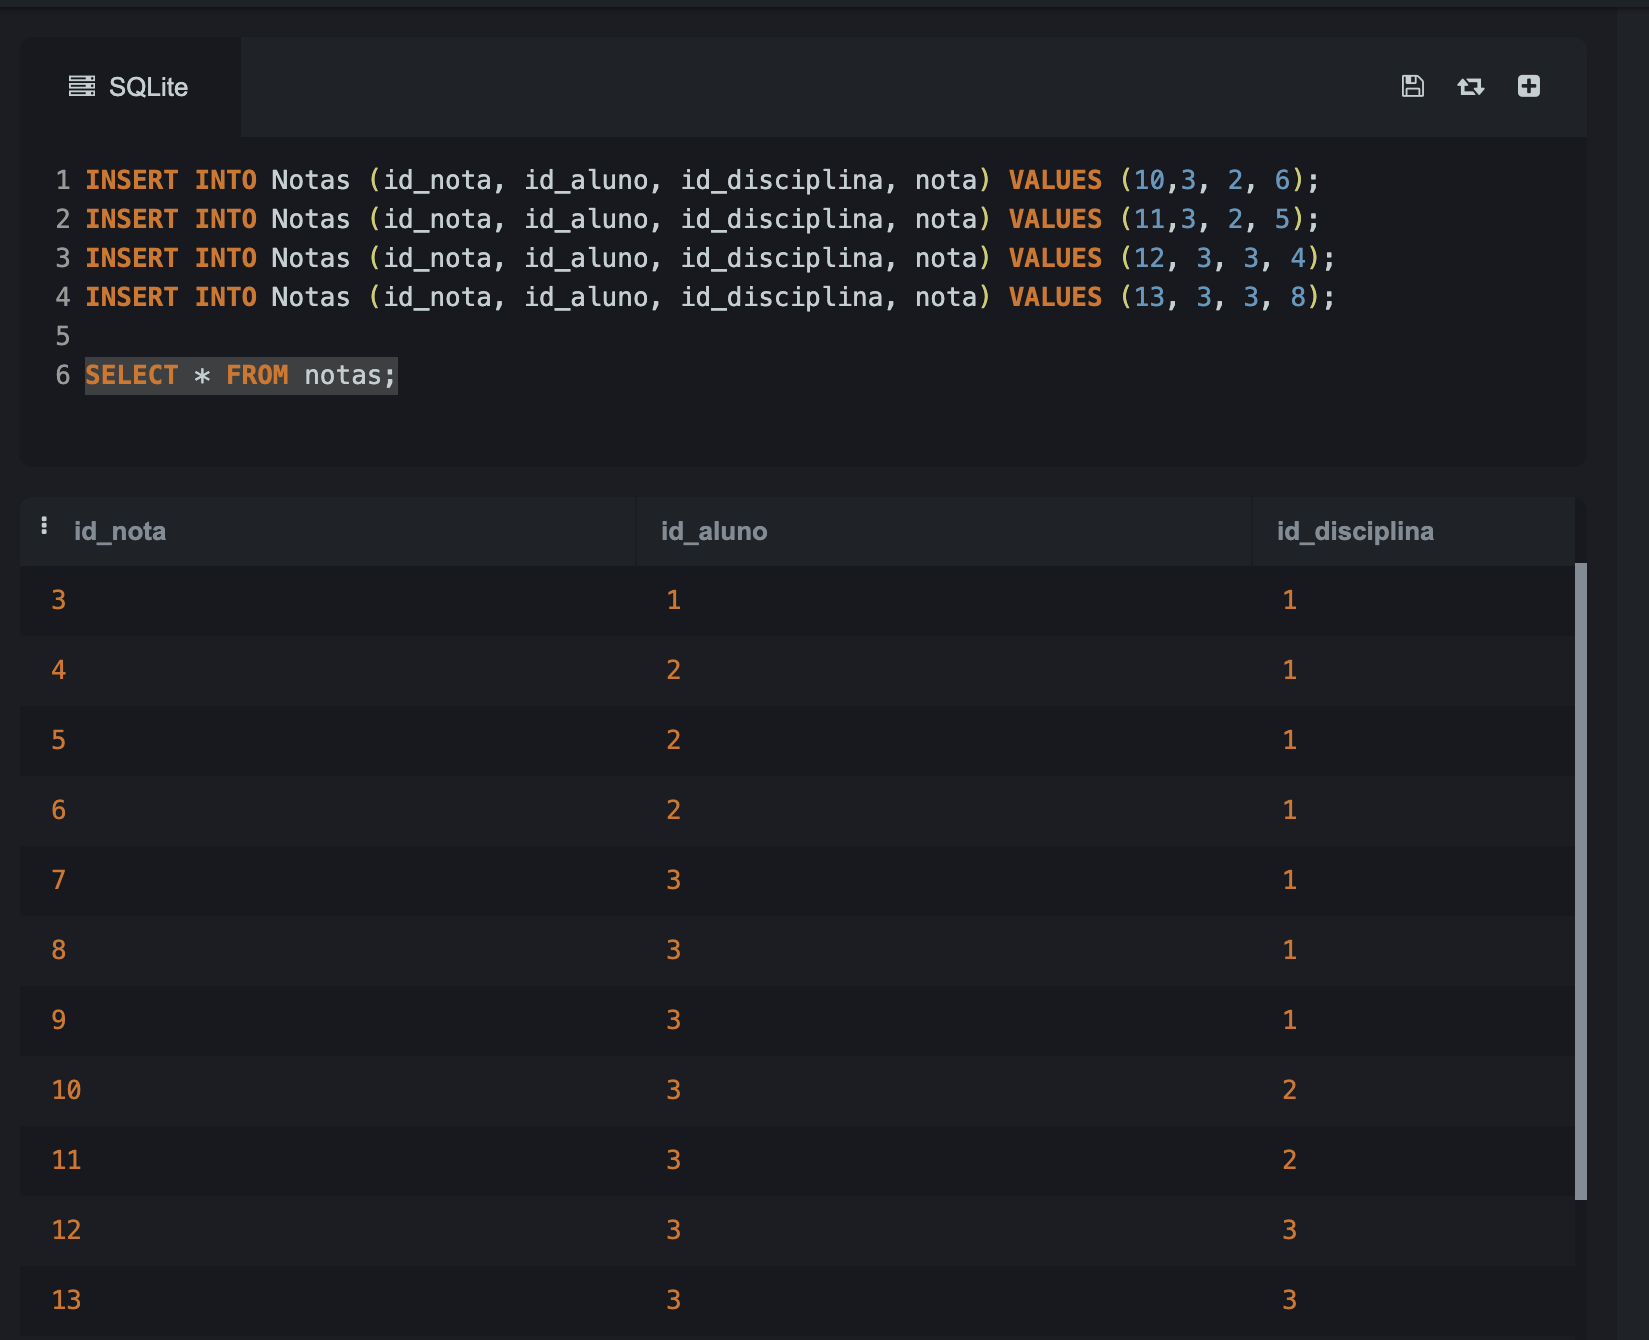 SQLite
1 INSERT INTO Notas (id_nota, id_aluno, id_disciplina, nota) VALUES (10,3, 2, 6);
2 INSERT INTO Notas (id_nota, id_aluno, id_disciplina, nota) VALUES (11,3, 2, 5);
3 INSERT INTO Notas (id_nota, id_aluno, id_disciplina, nota) VALUES (12, 3, 3, 4);
4 INSERT INTO Notas (id_nota, id_aluno, id_disciplina, nota) VALUES (13, 3, 3, 8);
5
6 SELECT * FROM notas;
id_nota id_aluno id_disciplina
3 1 1
4 2 1
5 2 1
6 2 1
7 3 1
8 3 1
9 3 1
10 3 2
11 3 2
12 3 3
13 3 3